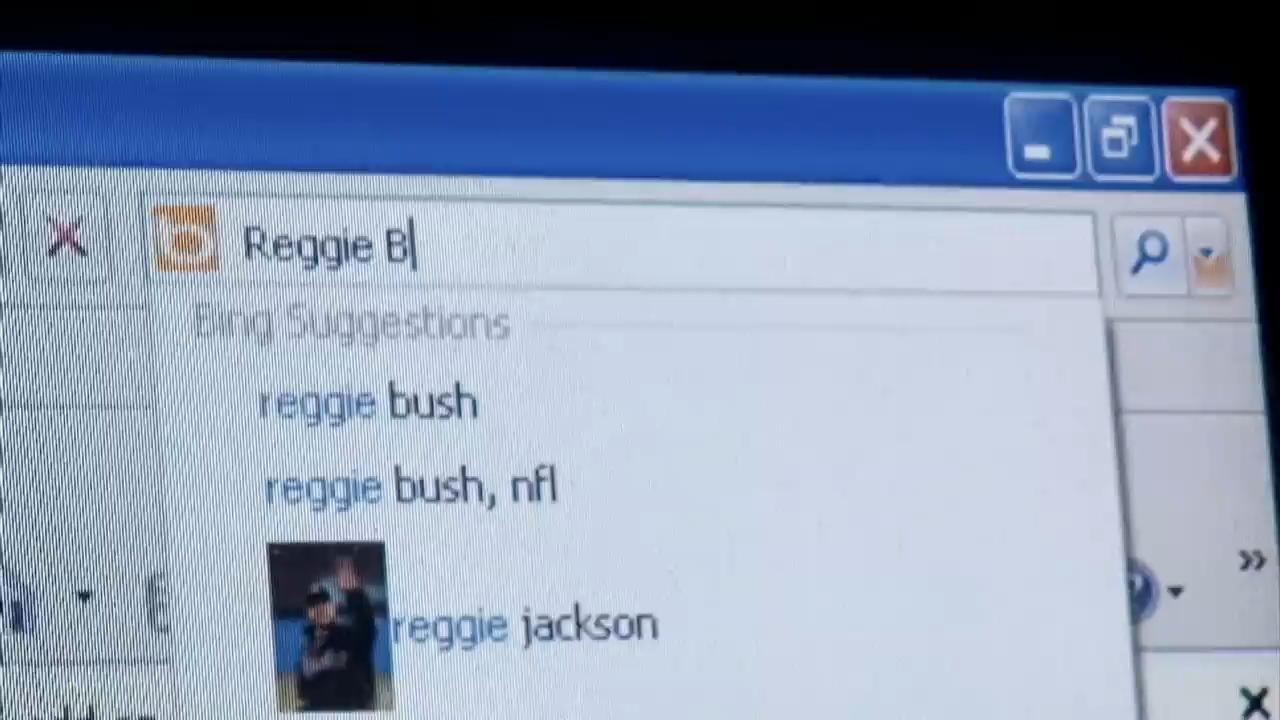 Reggie B
Bing Suggestions
reggie bush
reggie bush, nfl
reggie jackson